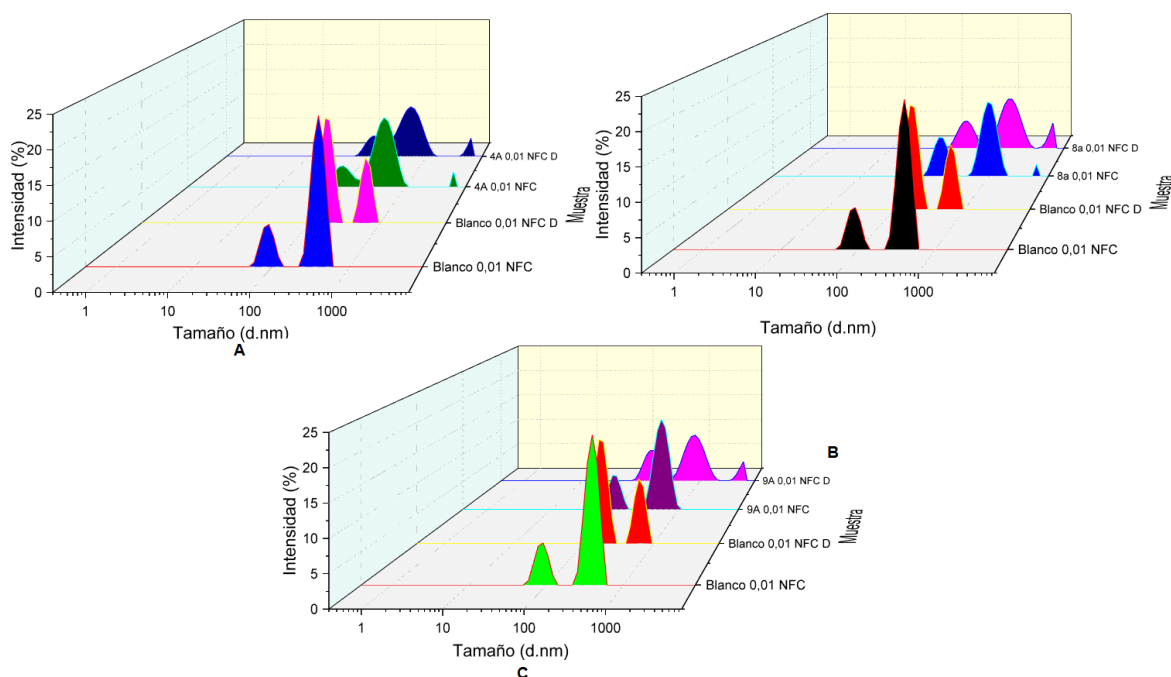 25
20
15
10
5
0
Intensidad (%)
1
10
100
1000
Tamaño (d.nm)
4A 0,01 NFC D
4A 0,01 NFC
Blanco 0,01 NFC D
Blanco 0,01 NFC
Muestra
A
25
20
15
10
5
0
Intensidad (%)
1
10
100
1000
Tamaño (d.nm)
8a 0,01 NFC D
8a 0,01 NFC
Blanco 0,01 NFC D
Blanco 0,01 NFC
Muestra
B
25
20
15
10
5
0
Intensidad (%)
1
10
100
1000
Tamaño (d.nm)
9A 0,01 NFC D
9A 0,01 NFC
Blanco 0,01 NFC D
Blanco 0,01 NFC
Muestra
C